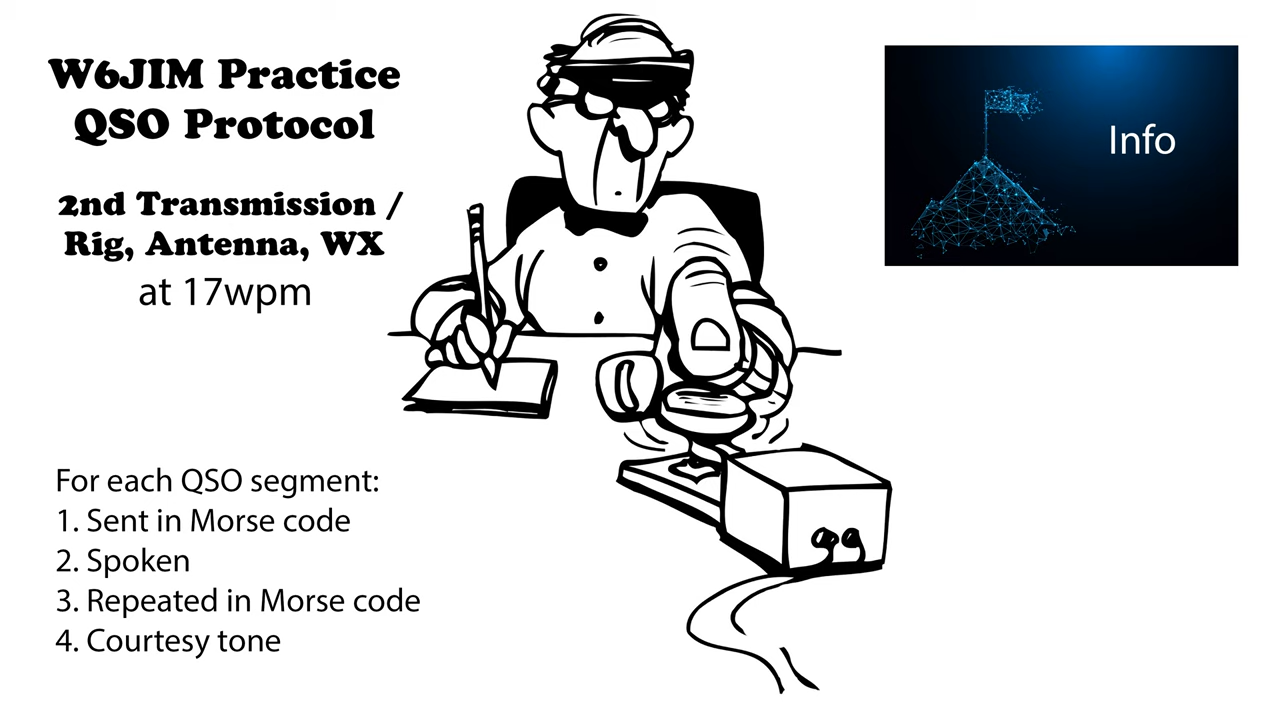 W6JIM Practice
QSO Protocol
2nd Transmission /
Rig, Antenna, WX
at 17wpm
Info
For each QSO segment:
1. Sent in Morse code
2. Spoken
3. Repeated in Morse code
4. Courtesy tone